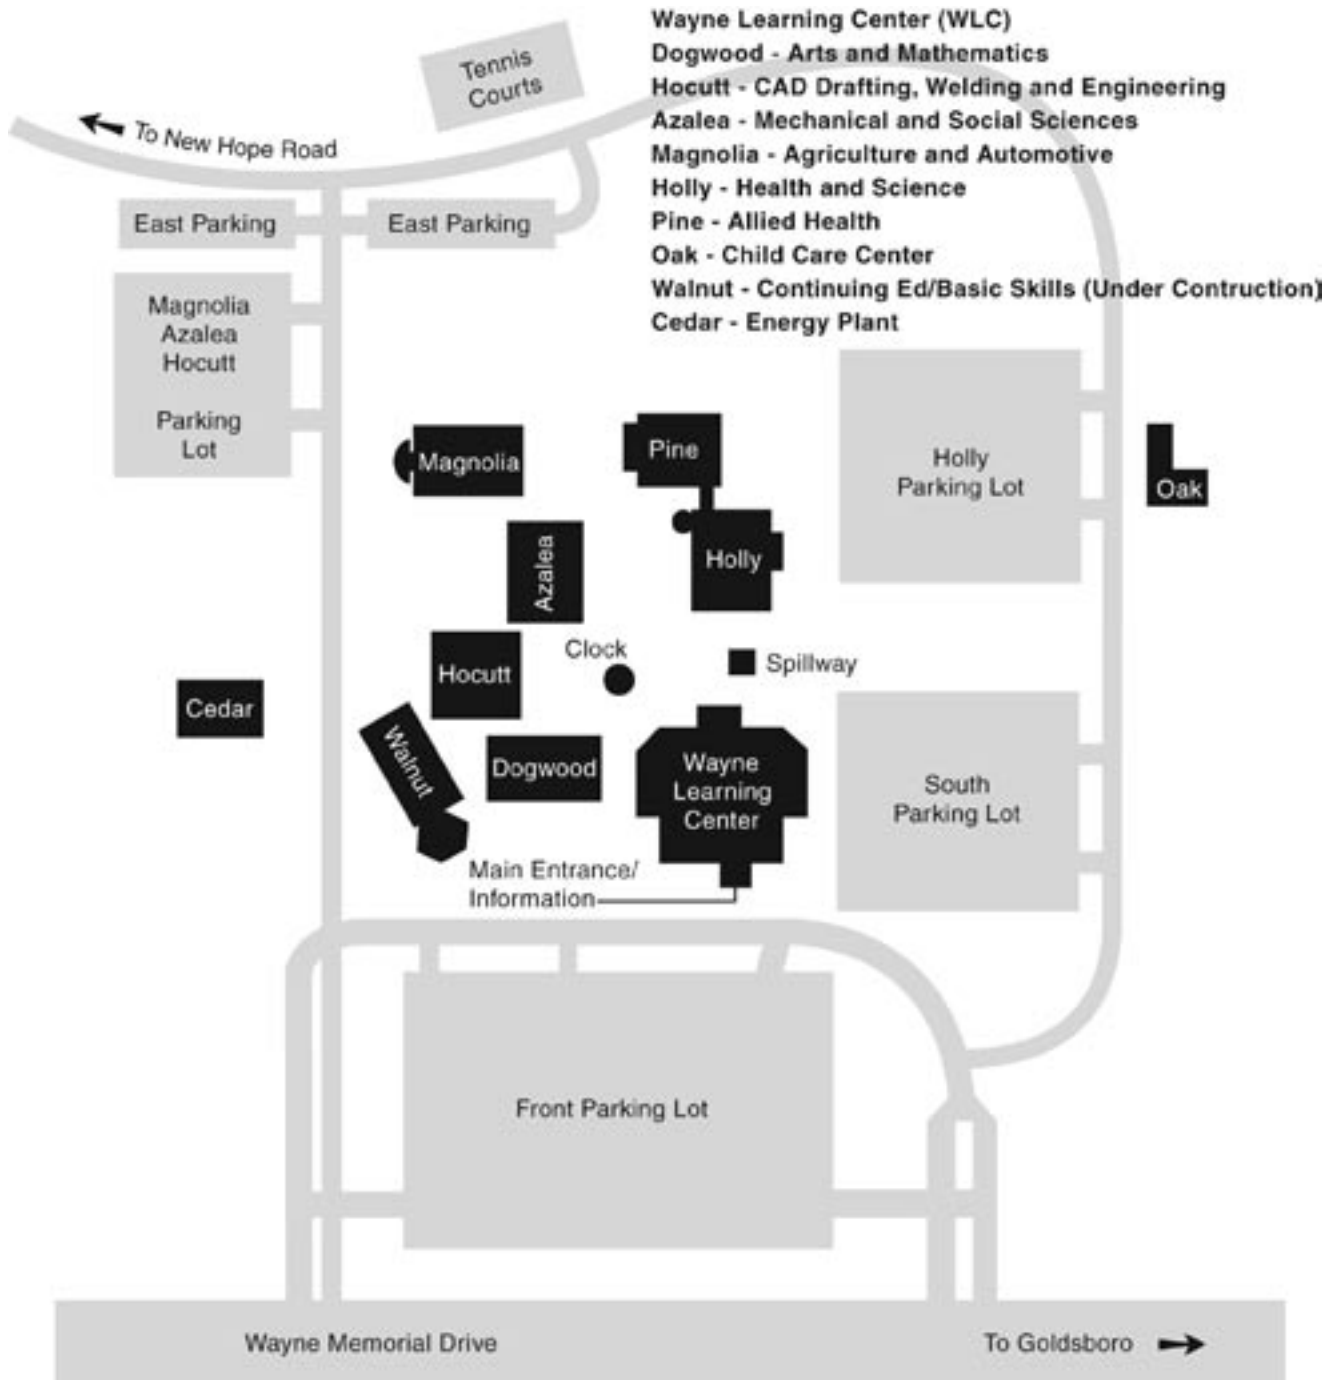 Wayne Learning Center (WLC)
Dogwood - Arts and Mathematics
Hocutt - CAD Drafting, Welding and Engineering
Azalea - Mechanical and Social Sciences
Magnolia - Agriculture and Automotive
Holly - Health and Science
Pine - Allied Health
Oak - Child Care Center
Walnut - Continuing Ed/Basic Skills (Under Contruction)
Cedar - Energy Plant
Tennis
Courts
To New Hope Road
East Parking
East Parking
Magnolia
Azalea
Hocutt
Parking
Lot
Magnolia
Pine
Holly
Parking Lot
Oak
Azalea
Holly
Clock
Spillway
Hocutt
Cedar
Walnut
Dogwood
Wayne
Learning
Center
South
Parking Lot
Main Entrance/
Information
Front Parking Lot
Wayne Memorial Drive
To Goldsboro